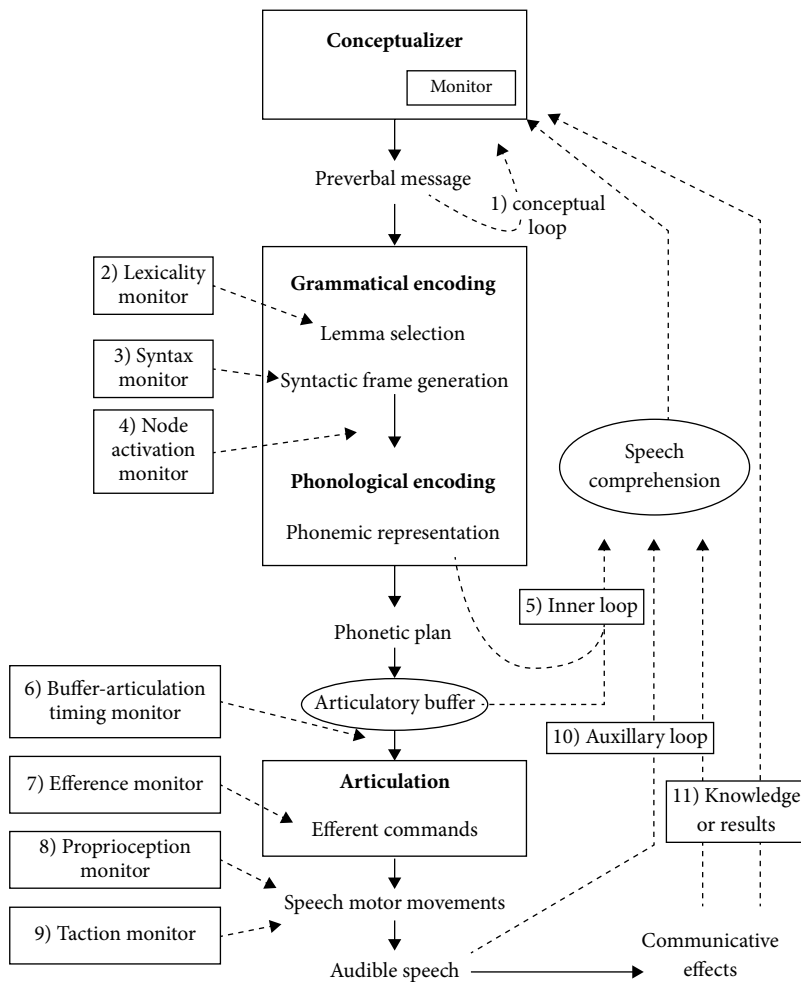 Conceptualizer
Monitor
Preverbal message
1) conceptual
loop
2) Lexicality
monitor
Grammatical encoding
Lemma selection
3) Syntax
monitor
Syntactic frame generation
4) Node
activation
monitor
Speech
comprehension
Phonological encoding
Phonemic representation
5) Inner loop
Phonetic plan
6) Buffer-articulation
timing monitor
Articulatory buffer
10) Auxillary loop
7) Efference monitor
Articulation
Efferent commands
11) Knowledge
or results
8) Proprioception
monitor
Speech motor movements
9) Taction monitor
Audible speech
Communicative
effects